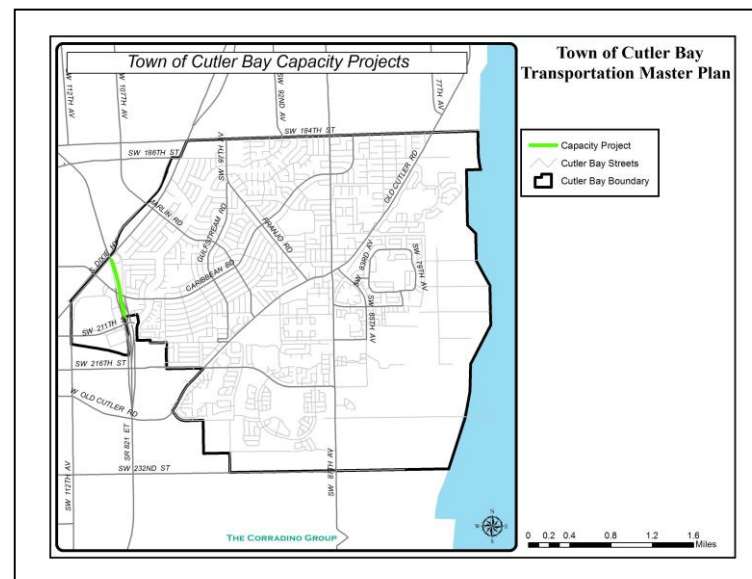 Town of Cutler Bay Capacity Projects
Town of Cutler Bay
Transportation Master Plan
Capacity Project
Cutler Bay Streets
Cutler Bay Boundary
SW 107TH AV
SW 92ND AV
77TH AV
SW 184TH ST
SW 186TH ST
SW 97TH AV
OLD CUTLER RD
MARLIN RD
FRANJO RD
GULFSTREAM RD
S DIXIE HY
CARIBBEAN BD
SW 83RD AV
SW 79TH AV
SW 85TH AV
SW 211TH ST
SW 216TH ST
W OLD CUTLER RD
SR 821 ET
SW 232ND ST
SW 112TH AV
SW 87TH AV
THE CORRADINO GROUP
N
W E
S
0 0.2 0.4 0.8 1.2 1.6
Miles